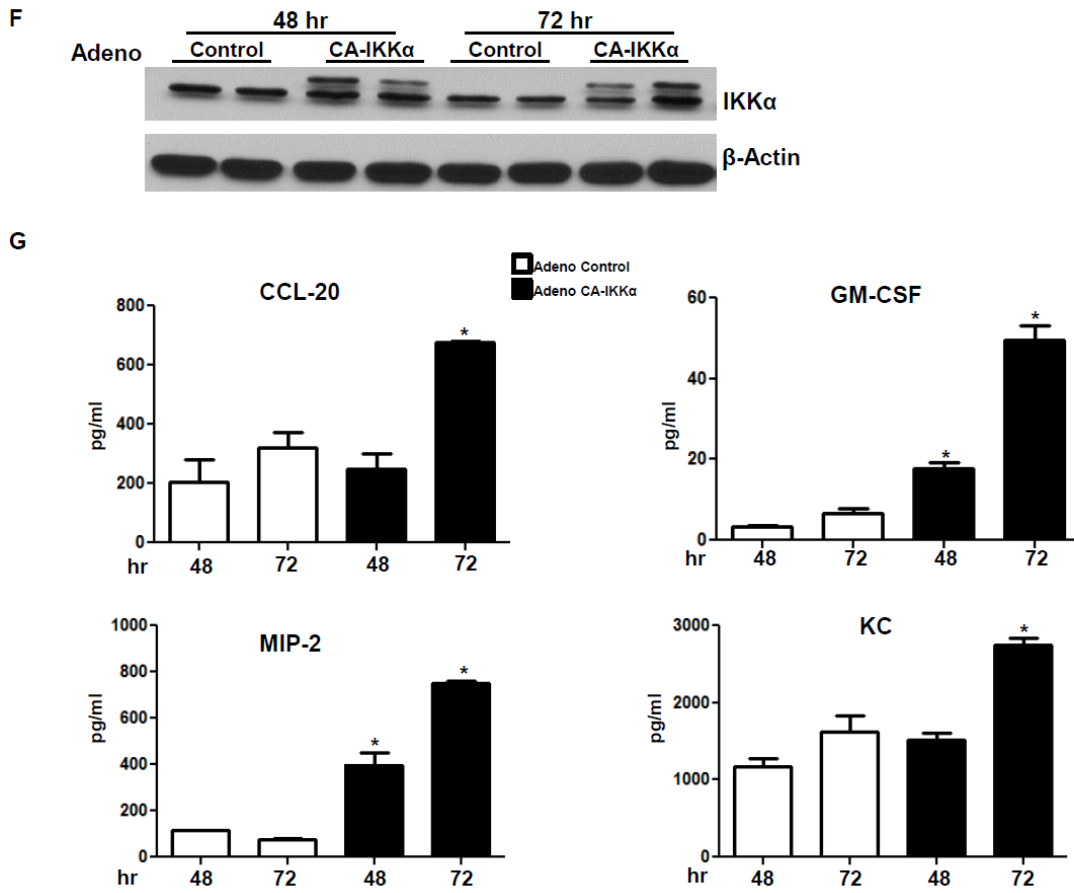 F
48 hr 72 hr
Adeno Control CA-IKKα Control CA-IKKα
IKKα
β-Actin
G
Adeno Control
Adeno CA-IKKα
CCL-20
800
600
400
200
0
pg/ml
*
hr 48 72 48 72
GM-CSF
60
40
20
0
pg/ml
*
*
hr 48 72 48 72
MIP-2
1000
800
600
400
200
0
pg/ml
*
*
hr 48 72 48 72
KC
3000
2000
1000
0
pg/ml
*
hr 48 72 48 72